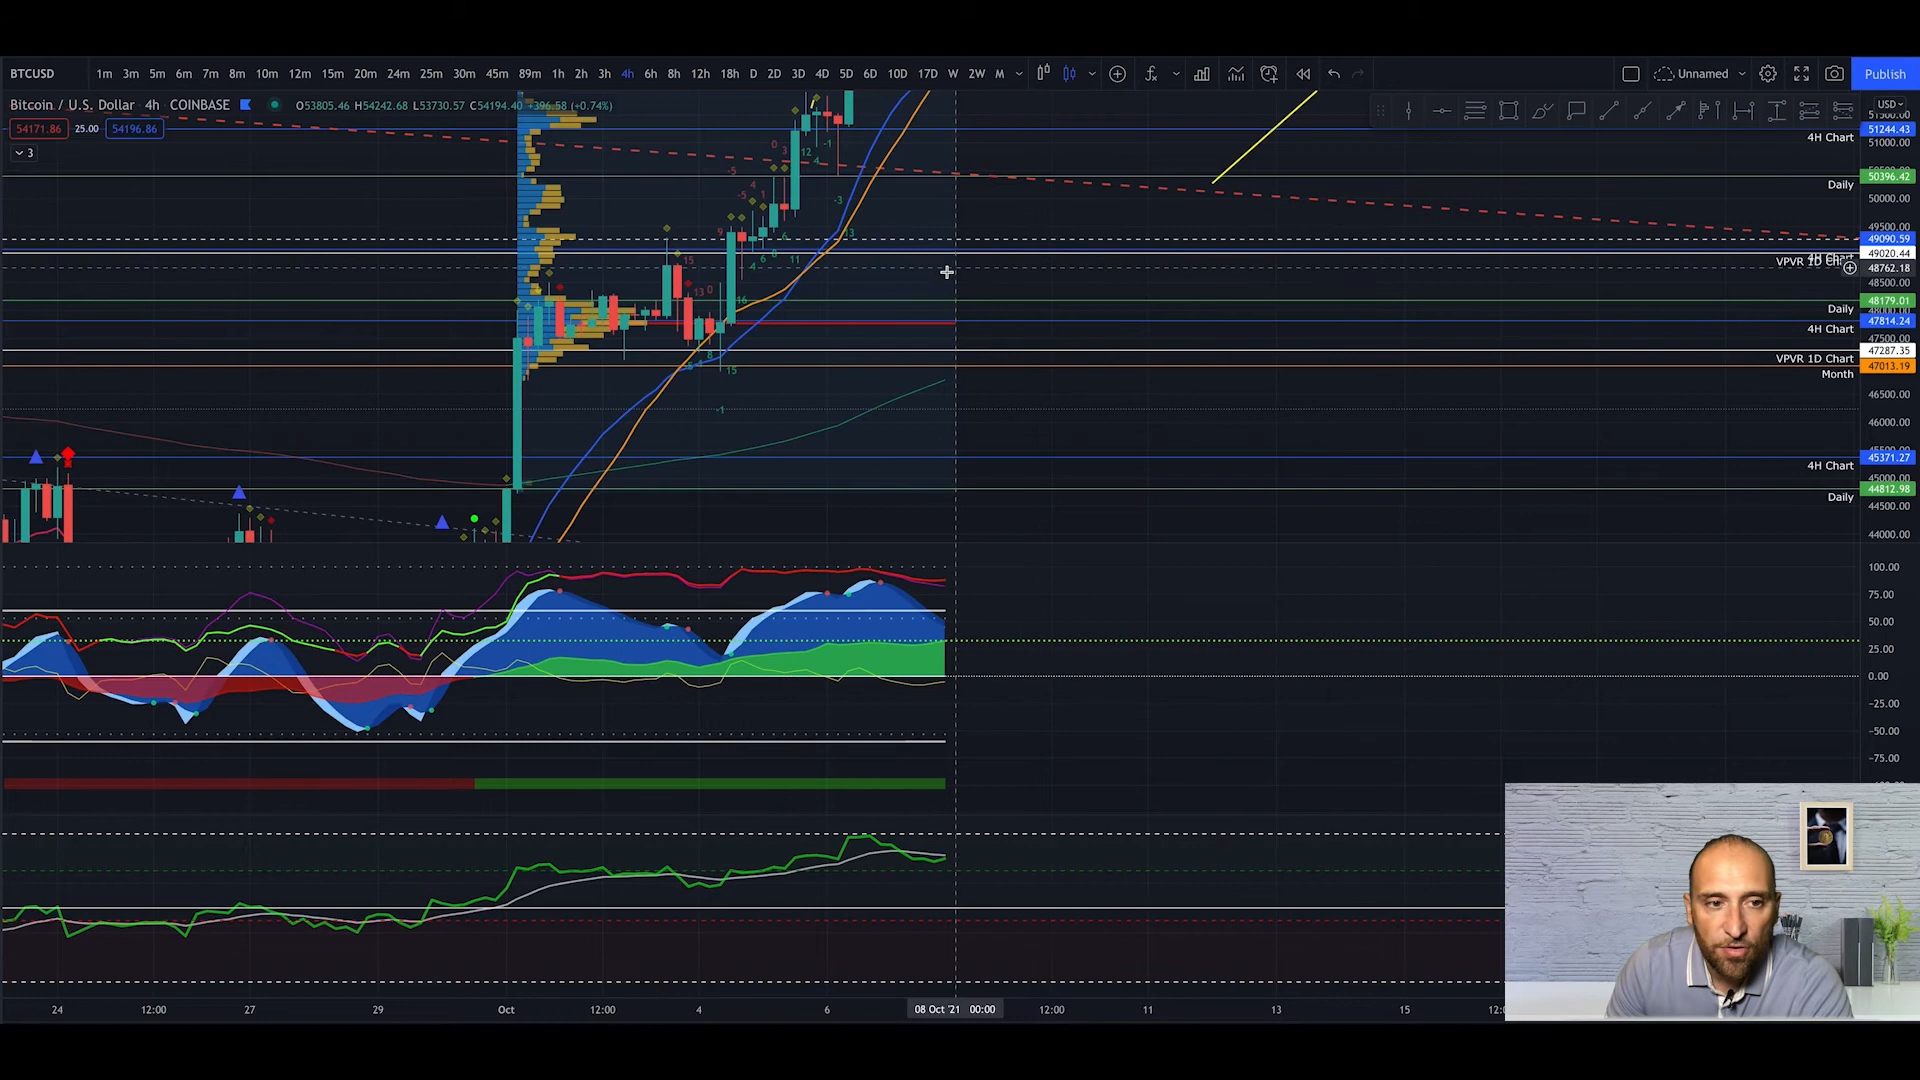 BTCUSD 1m 3m 5m 6m 7m 8m 10m 12m 15m 20m 24m 25m 30m 45m 89m 1h 2h 3h 4h 6h 8h 12h 18h D 2D 3D 4D 5D 6D 10D 17D W 2W M Unnamed Publish
Bitcoin / U.S. Dollar · 4h · COINBASE O53805.46 H54242.68 L53730.57 C54194.40 +396.58 (+0.74%) USD
54171.86 25.00 54196.86
3
51244.43
4H Chart
51000.00
50396.42
Daily
50000.00
49500.00
49090.59
49020.44
VPVR 1D
48762.18
48500.00
48179.01
Daily
47814.24
4H Chart
47500.00
47287.35
VPVR 1D Chart
47013.19
Month
46500.00
46000.00
45371.27
4H Chart
45000.00
44812.98
Daily
44500.00
44000.00
100.00
75.00
50.00
25.00
0.00
−25.00
−50.00
−75.00
24 12:00 27 29 Oct 12:00 4 6 08 Oct '21 00:00 12:00 11 13 15